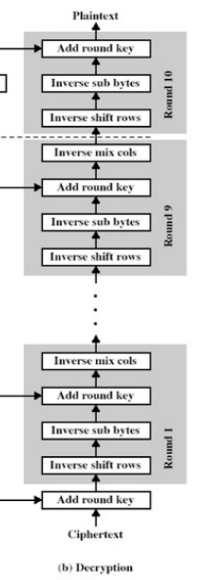 Plaintext
Add round key
Inverse sub bytes
Inverse shift rows
Round 10
Inverse mix cols
Add round key
Inverse sub bytes
Inverse shift rows
Round 9
Inverse mix cols
Add round key
Inverse sub bytes
Inverse shift rows
Round 1
Add round key
Ciphertext
(b) Decryption